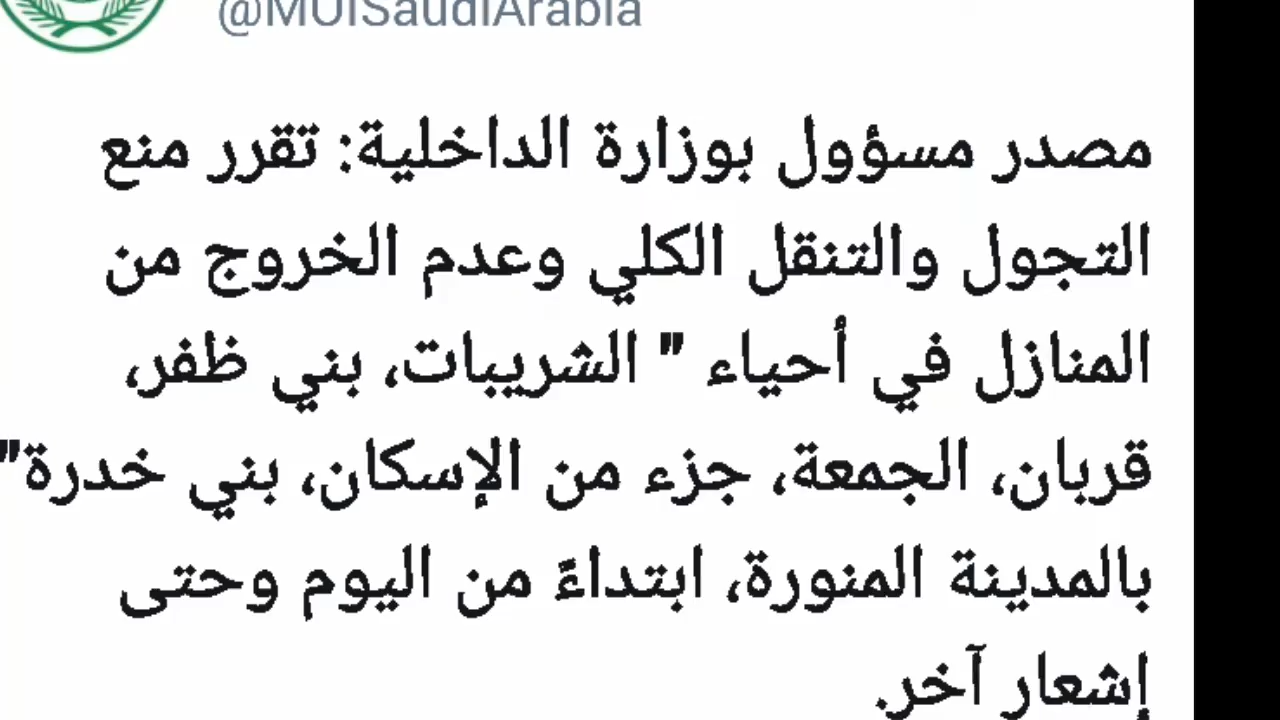 @MOISaudiArabia
مصدر مسؤول بوزارة الداخلية: تقرر منع
التجول والتنقل الكلي وعدم الخروج من
المنازل في أحياء " الشريبات، بني ظفر،
قربان، الجمعة، جزء من الإسكان، بني خدرة"
بالمدينة المنورة، ابتداءً من اليوم وحتى
إشعار آخر.